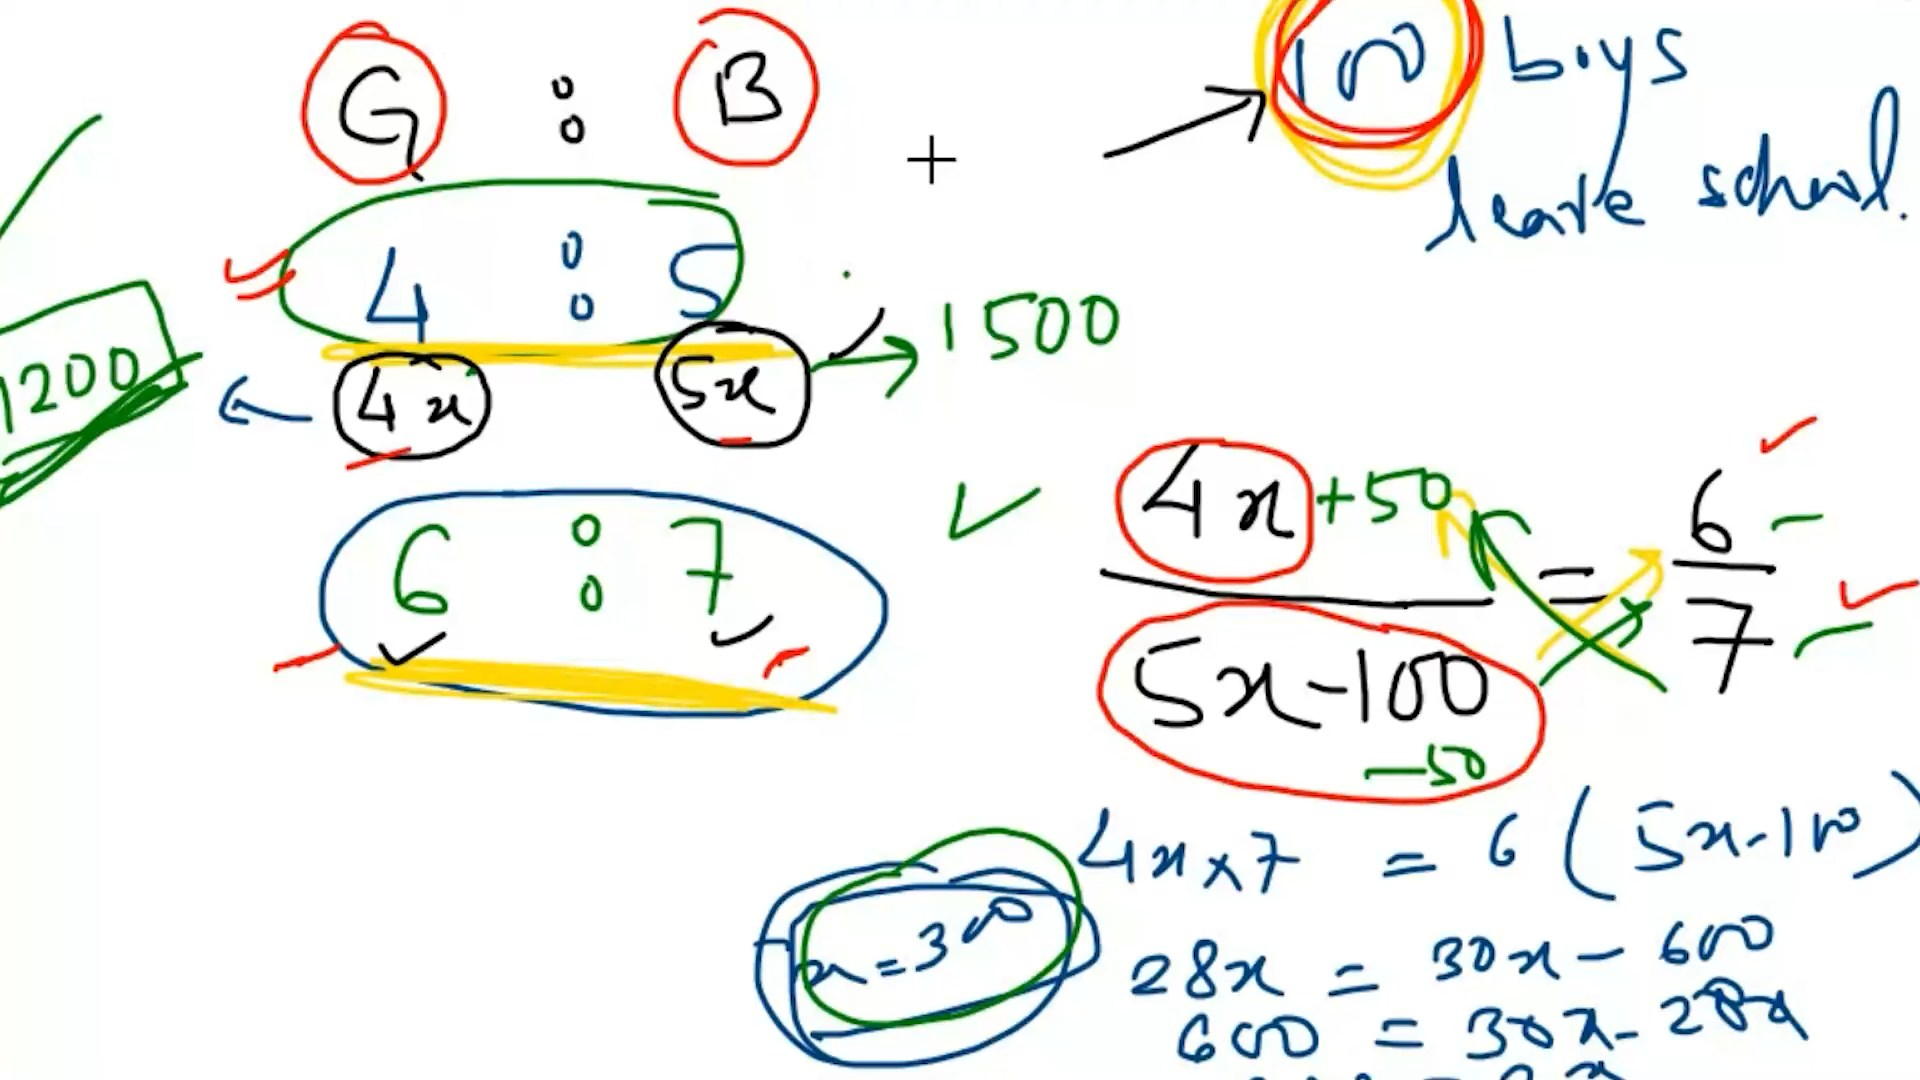 G : B
100 boys
leave school.
4 : 5
1500
1200
4x 5x
6 : 7
4x +50 = 6
5x-100 7
-50
4x x 7 = 6 ( 5x-100 )
x = 300
28x = 30x - 600
600 = 30x - 28x